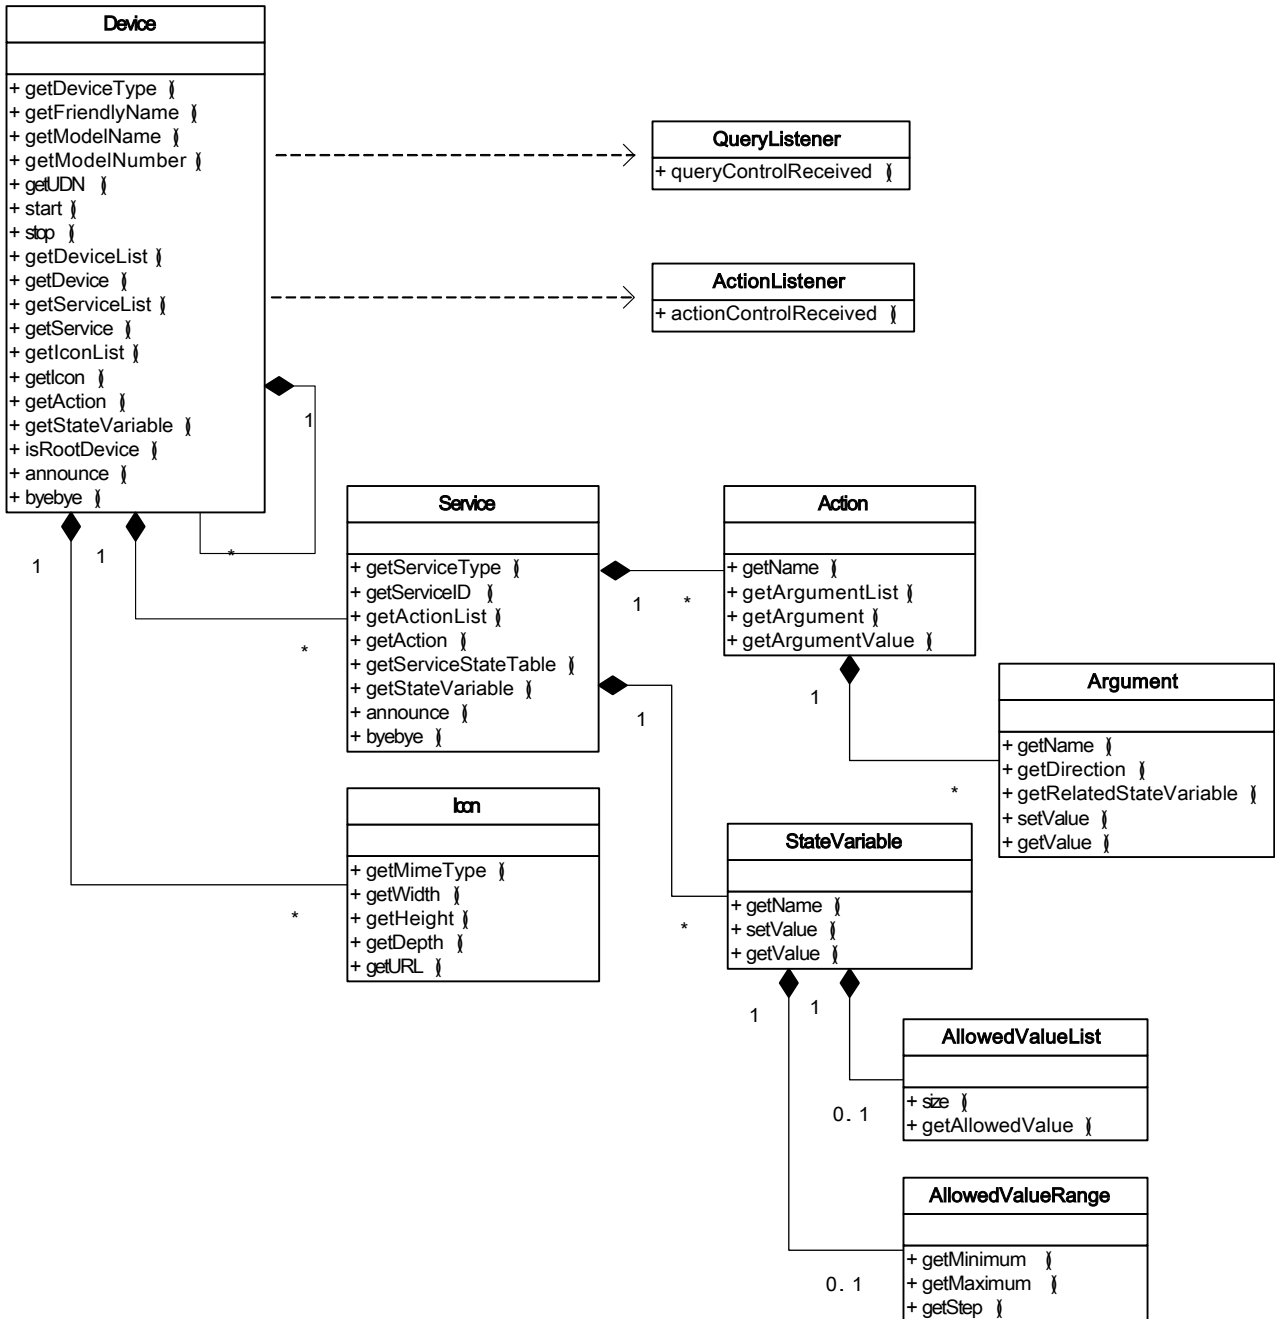 Device
+ getDeviceType ()
+ getFriendlyName ()
+ getModelName ()
+ getModelNumber ()
+ getUDN ()
+ start ()
+ stop ()
+ getDeviceList ()
+ getDevice ()
+ getServiceList ()
+ getService ()
+ getIconList ()
+ getIcon ()
+ getAction ()
+ getStateVariable ()
+ isRootDevice ()
+ announce ()
+ byebye ()
QueryListener
+ queryControlReceived ()
ActionListener
+ actionControlReceived ()
1
*
1
1
*
*
Service
+ getServiceType ()
+ getServiceID ()
+ getActionList ()
+ getAction ()
+ getServiceStateTable ()
+ getStateVariable ()
+ announce ()
+ byebye ()
1
*
1
*
Action
+ getName ()
+ getArgumentList ()
+ getArgument ()
+ getArgumentValue ()
1
*
Argument
+ getName ()
+ getDirection ()
+ getRelatedStateVariable ()
+ setValue ()
+ getValue ()
Icon
+ getMimeType ()
+ getWidth ()
+ getHeight ()
+ getDepth ()
+ getURL ()
StateVariable
+ getName ()
+ setValue ()
+ getValue ()
1
1
0.1
0.1
AllowedValueList
+ size ()
+ getAllowedValue ()
AllowedValueRange
+ getMinimum ()
+ getMaximum ()
+ getStep ()